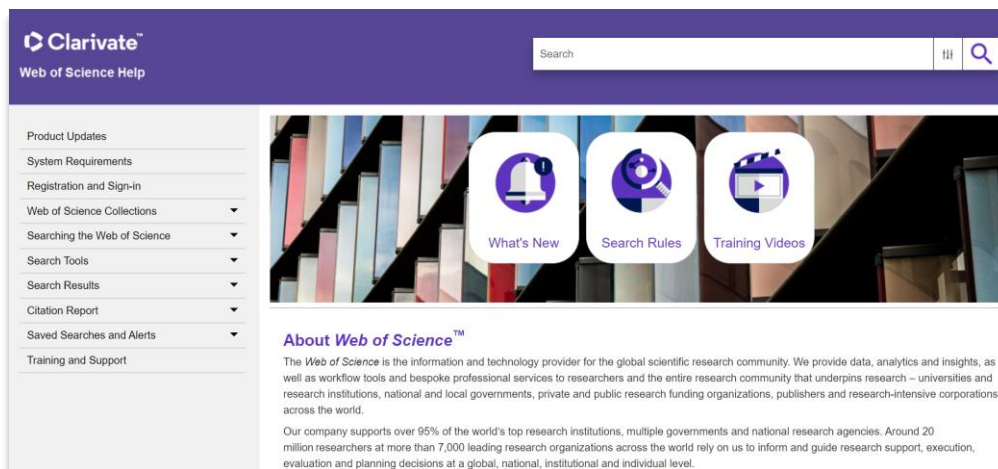 Clarivate™
Web of Science Help
Search
Product Updates
System Requirements
Registration and Sign-in
Web of Science Collections
Searching the Web of Science
Search Tools
Search Results
Citation Report
Saved Searches and Alerts
Training and Support
What's New
Search Rules
Training Videos
About Web of Science™
The Web of Science is the information and technology provider for the global scientific research community. We provide data, analytics and insights, as
well as workflow tools and bespoke professional services to researchers and the entire research community that underpins research – universities and
research institutions, national and local governments, private and public research funding organizations, publishers and research-intensive corporations
across the world.
Our company supports over 95% of the world's top research institutions, multiple governments and national research agencies. Around 20
million researchers at more than 7,000 leading research organizations across the world rely on us to inform and guide research support, execution,
evaluation and planning decisions at a global, national, institutional and individual level.